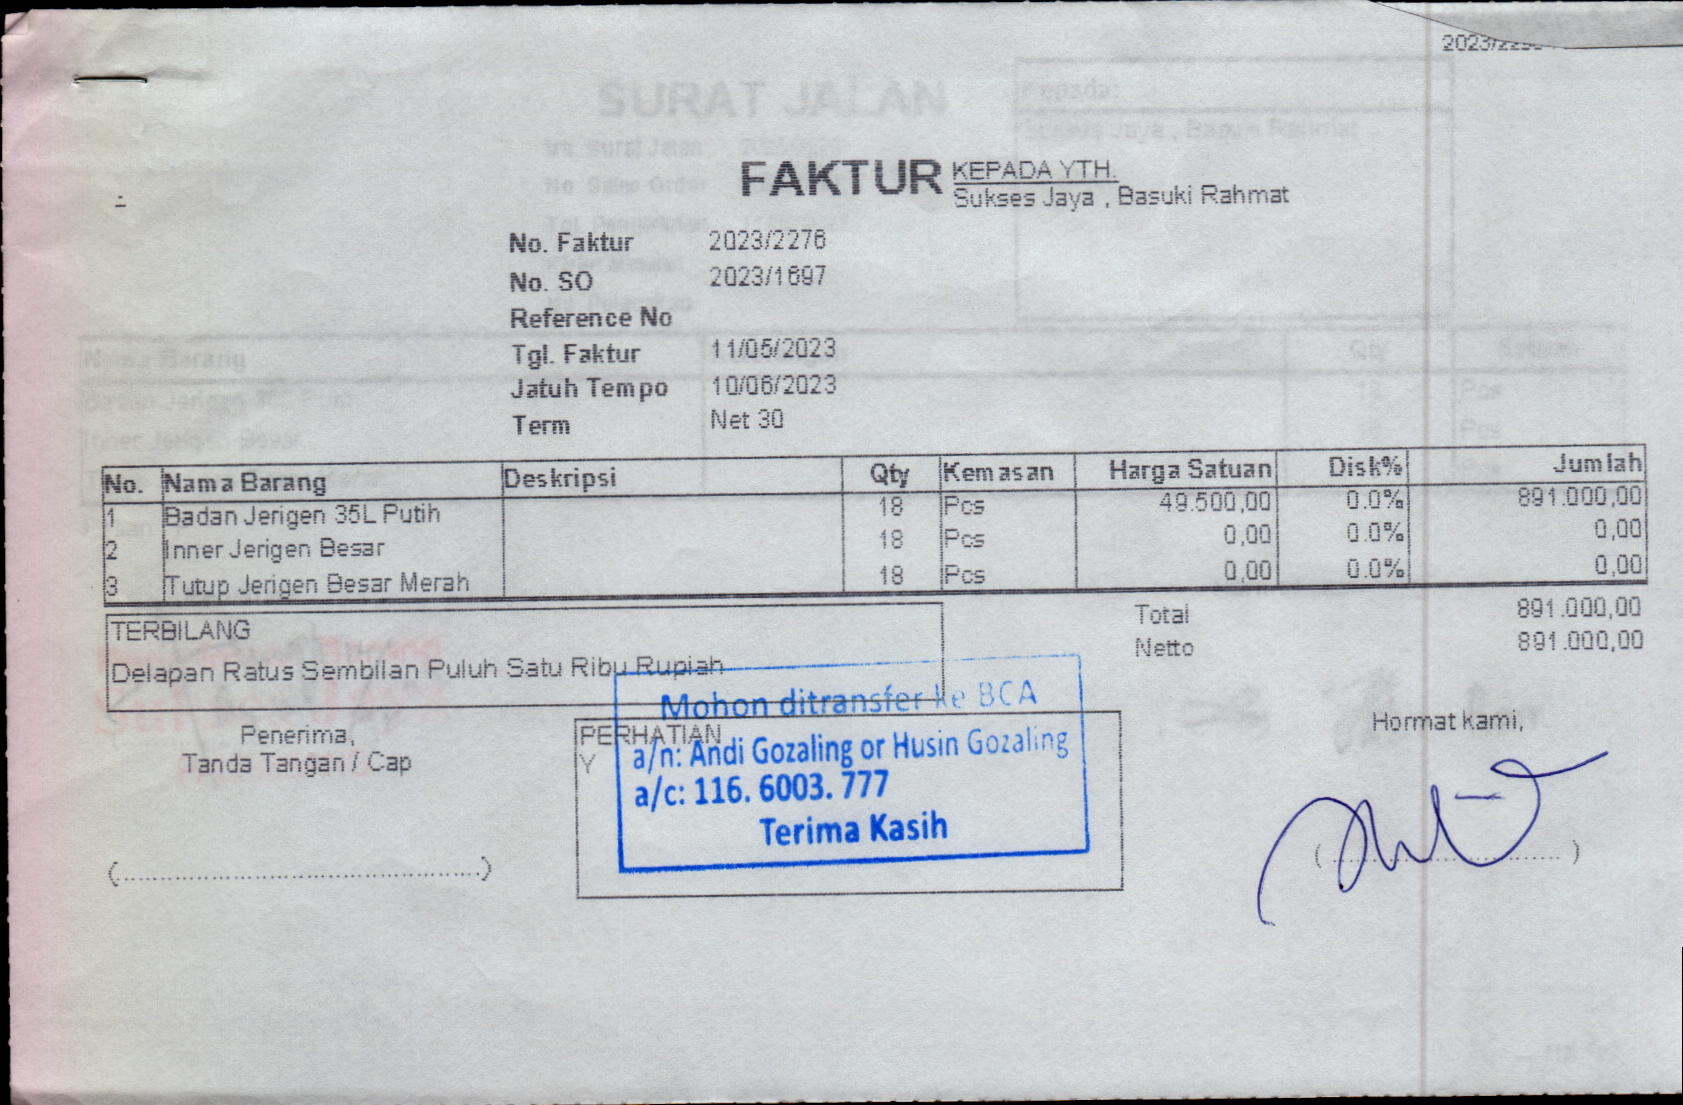 FAKTUR
KEPADA YTH.
Sukses Jaya , Basuki Rahmat
No. Faktur 2023/2276
No. SO 2023/1697
Reference No
Tgl. Faktur 11/05/2023
Jatuh Tempo 10/06/2023
Term Net 30
No. Nama Barang Deskripsi Qty Kemasan Harga Satuan Disk% Jumlah
1 Badan Jerigen 35L Putih 18 Pcs 49.500,00 0.0% 891.000,00
2 Inner Jerigen Besar 18 Pcs 0,00 0.0% 0,00
3 Tutup Jerigen Besar Merah 18 Pcs 0,00 0.0% 0,00
Total 891.000,00
Netto 891.000,00
TERBILANG
Delapan Ratus Sembilan Puluh Satu Ribu Rupiah
Penerima,
Tanda Tangan / Cap
(.................................................)
PERHATIAN
Y
Mohon ditransfer ke BCA
a/n: Andi Gozaling or Husin Gozaling
a/c: 116. 6003. 777
Terima Kasih
Hormat kami,
(.................................)
SURAT JALAN